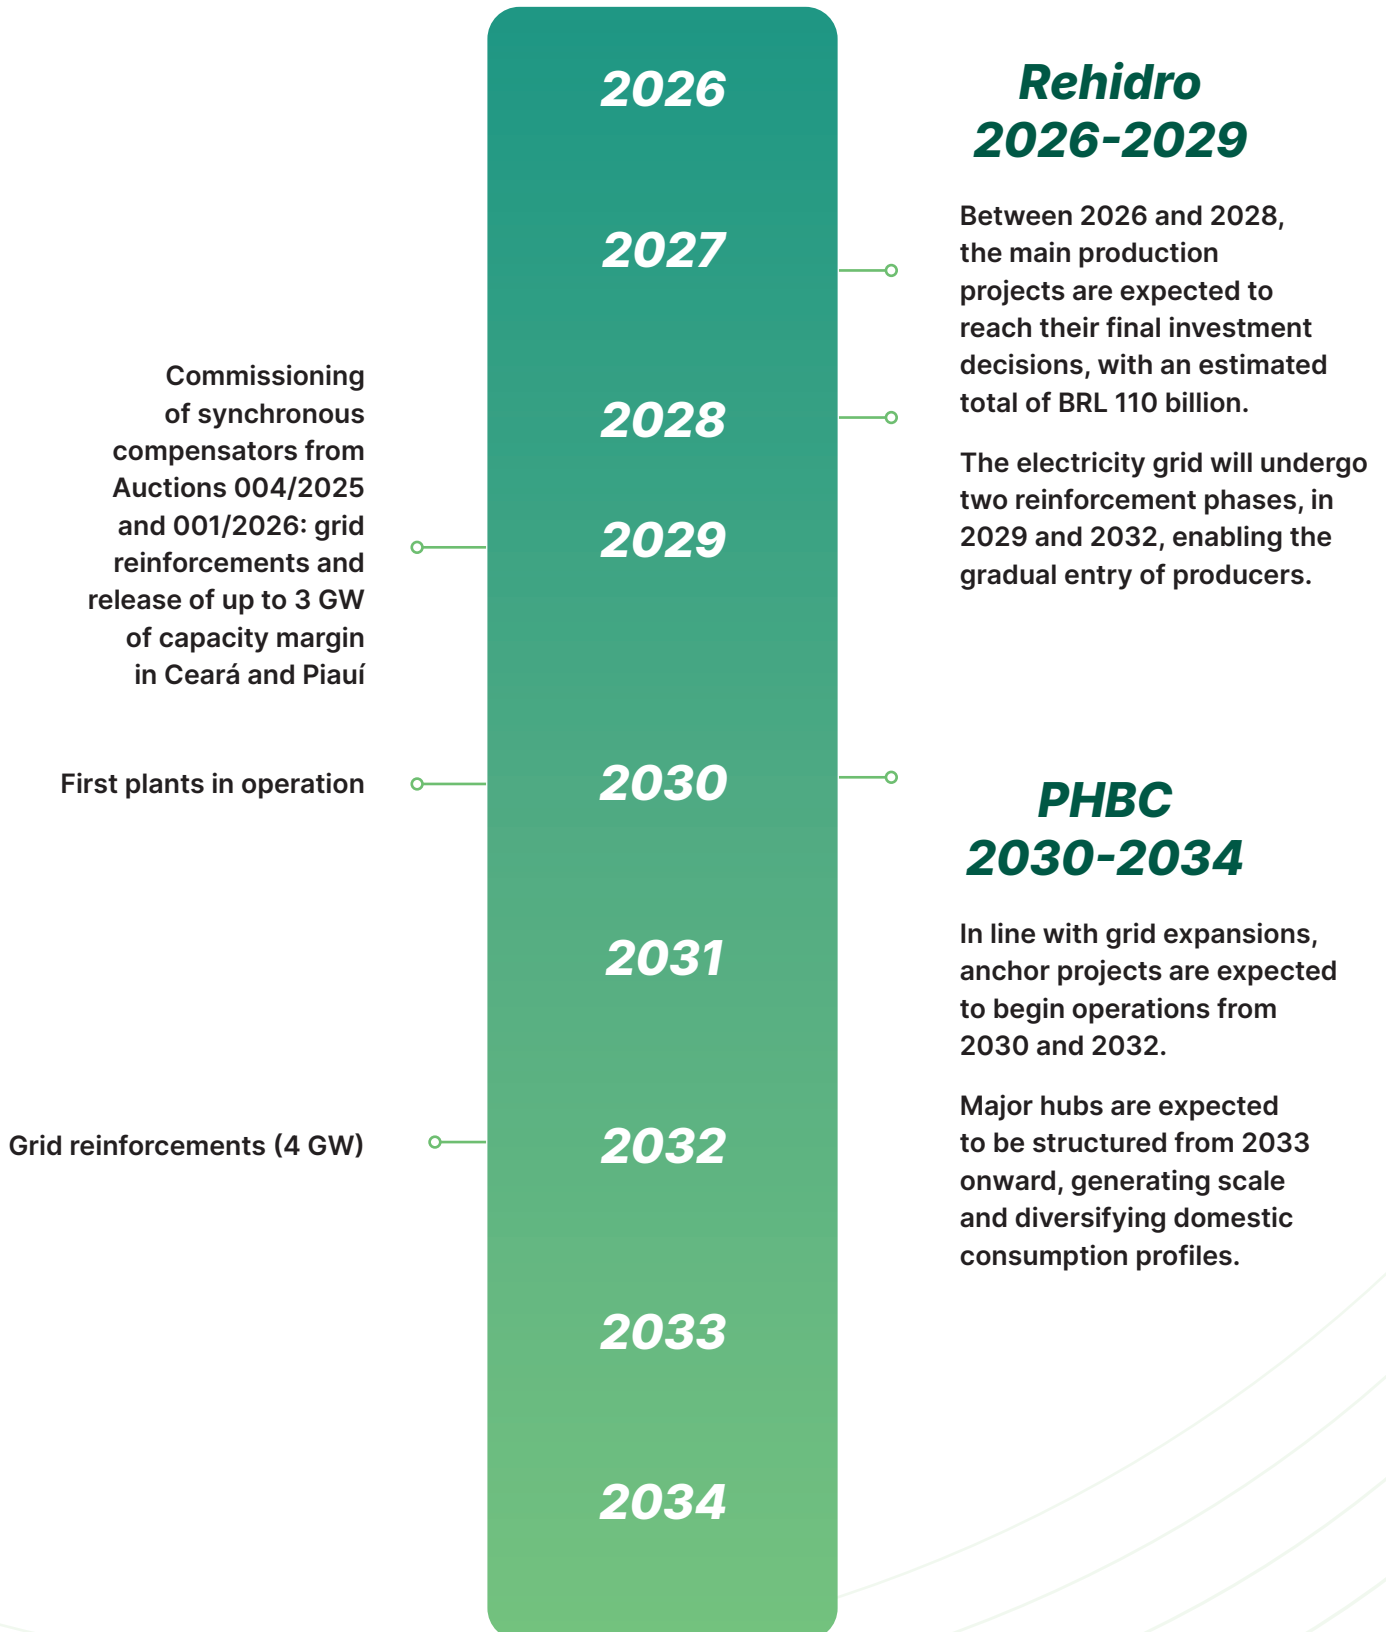 2026
2027
2028
2029
2030
2031
2032
2033
2034
Commissioning
of synchronous
compensators from
Auctions 004/2025
and 001/2026: grid
reinforcements and
release of up to 3 GW
of capacity margin
in Ceará and Piauí
First plants in operation
Grid reinforcements (4 GW)
Rehidro
2026-2029
Between 2026 and 2028,
the main production
projects are expected to
reach their final investment
decisions, with an estimated
total of BRL 110 billion.
The electricity grid will undergo
two reinforcement phases, in
2029 and 2032, enabling the
gradual entry of producers.
PHBC
2030-2034
In line with grid expansions,
anchor projects are expected
to begin operations from
2030 and 2032.
Major hubs are expected
to be structured from 2033
onward, generating scale
and diversifying domestic
consumption profiles.